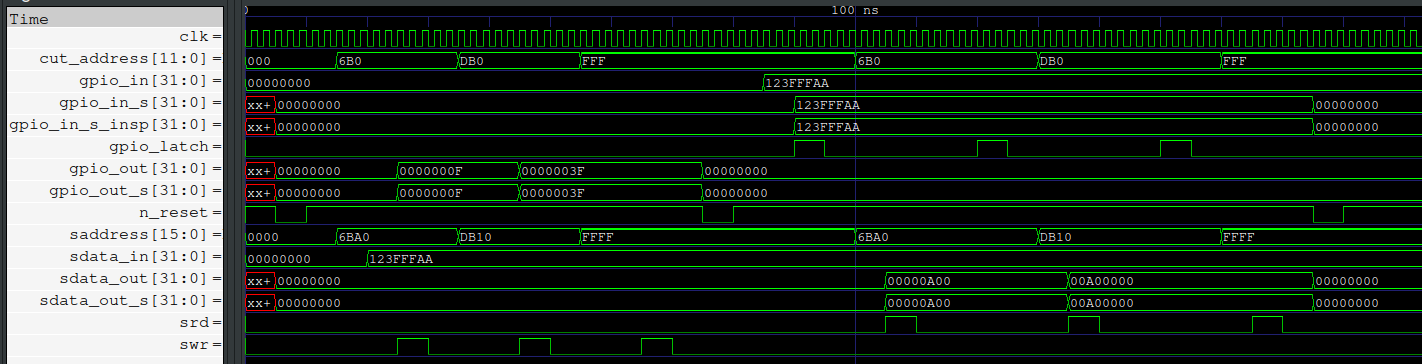 Time
0 100 ns
clk=
cut_address[11:0]= 000 6B0 DB0 FFF 6B0 DB0 FFF
gpio_in[31:0]= 00000000 123FFFAA
gpio_in_s[31:0]= xx+ 00000000 123FFFAA 00000000
gpio_in_s_insp[31:0]= xx+ 00000000 123FFFAA 00000000
gpio_latch=
gpio_out[31:0]= xx+ 00000000 0000000F 0000003F 00000000
gpio_out_s[31:0]= xx+ 00000000 0000000F 0000003F 00000000
n_reset=
saddress[15:0]= 0000 6BA0 DB10 FFFF 6BA0 DB10 FFFF
sdata_in[31:0]= 00000000 123FFFAA
sdata_out[31:0]= xx+ 00000000 00000A00 00A00000 00000000
sdata_out_s[31:0]= xx+ 00000000 00000A00 00A00000 00000000
srd=
swr=